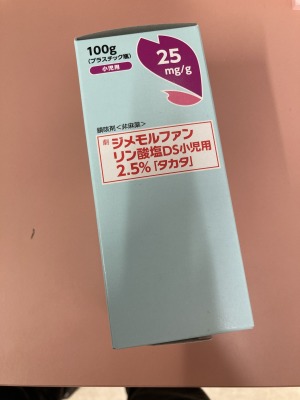 100g
(プラスチック瓶)
小児用
25
mg/g
鎮咳剤<非麻薬>
劇 ジメモルファン
リン酸塩DS小児用
2.5%「タカタ」